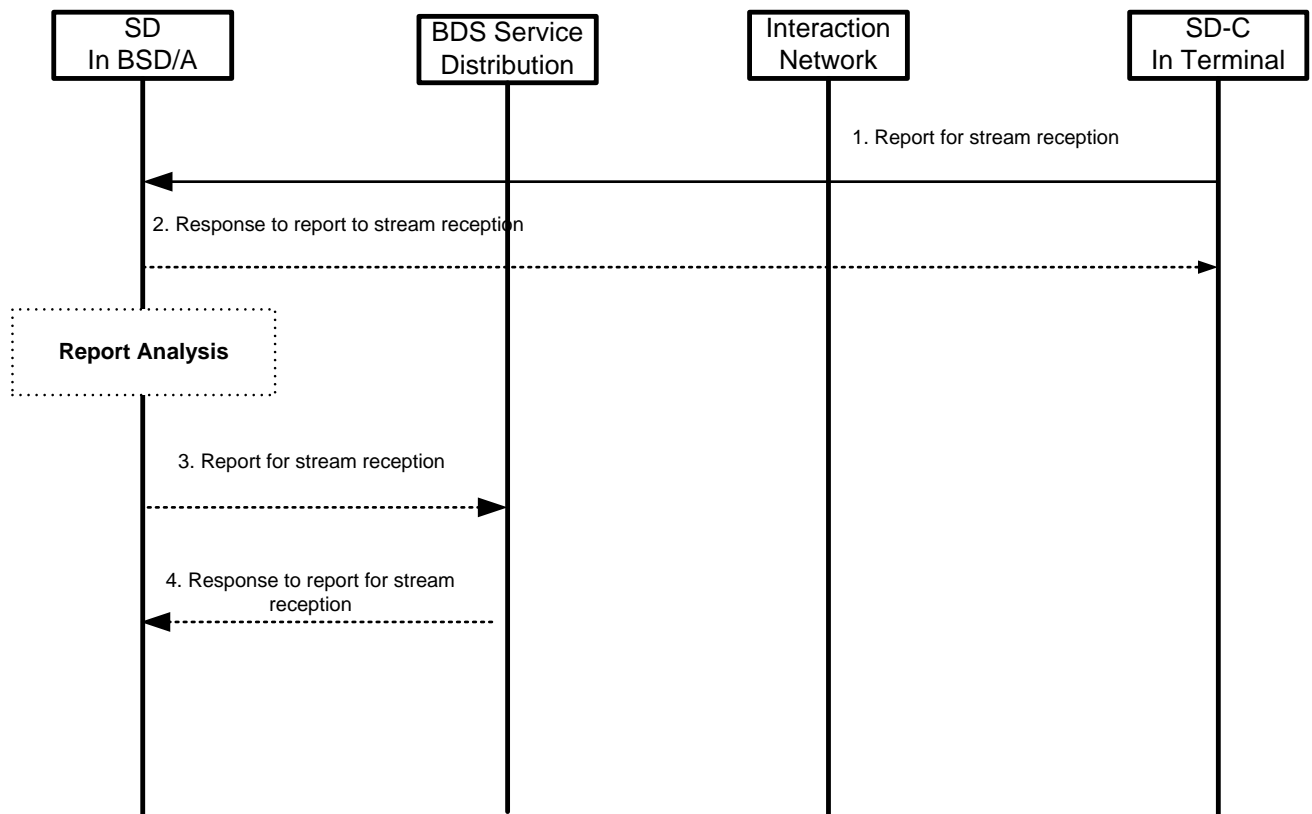 SD
In BSD/A
BDS Service
Distribution
Interaction
Network
SD-C
In Terminal
1. Report for stream reception
2. Response to report to stream reception
Report Analysis
3. Report for stream reception
4. Response to report for stream
reception